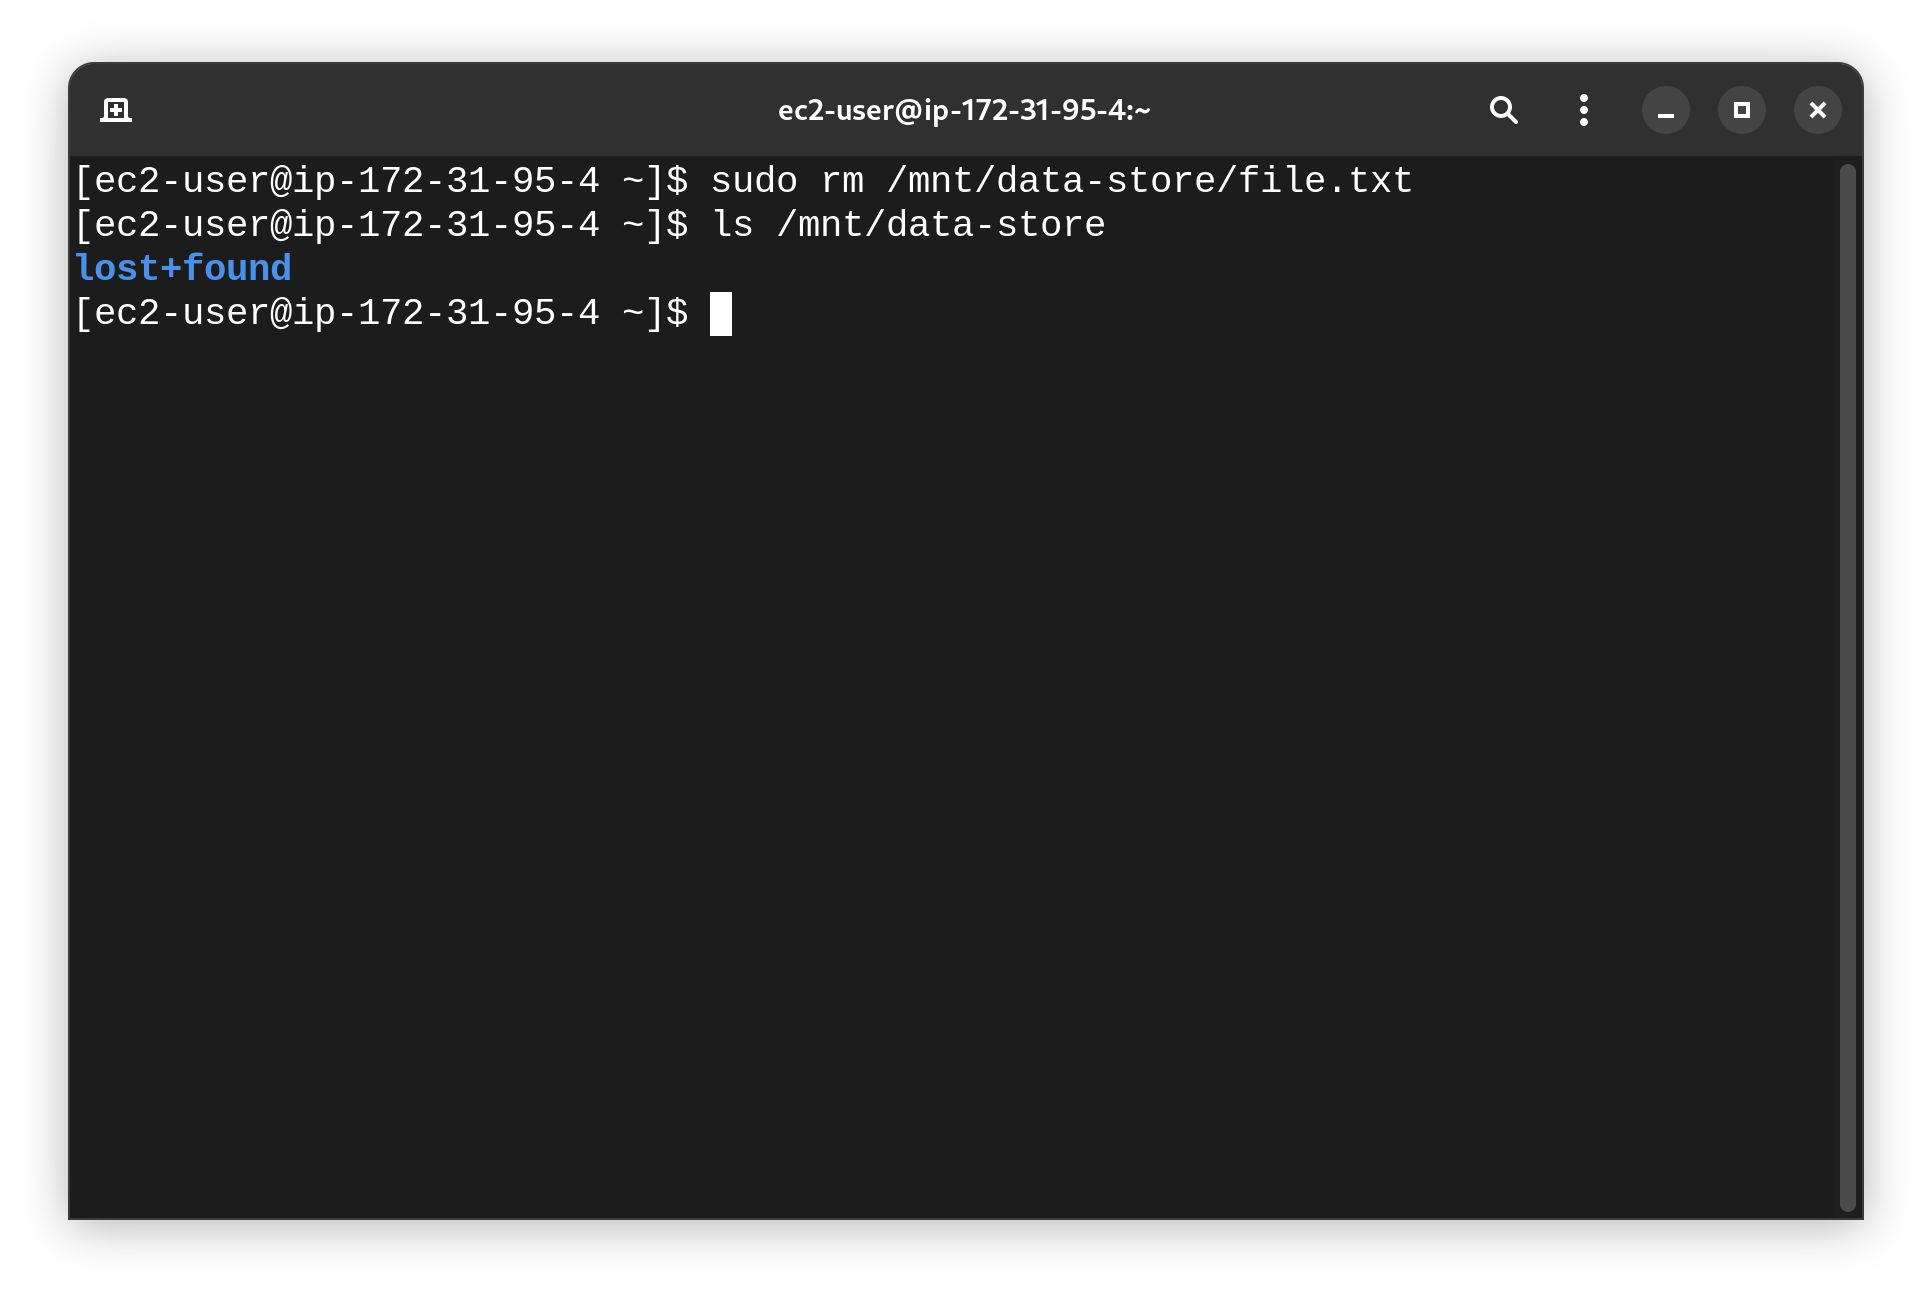 ec2-user@ip-172-31-95-4:~
[ec2-user@ip-172-31-95-4 ~]$ sudo rm /mnt/data-store/file.txt
[ec2-user@ip-172-31-95-4 ~]$ ls /mnt/data-store
lost+found
[ec2-user@ip-172-31-95-4 ~]$